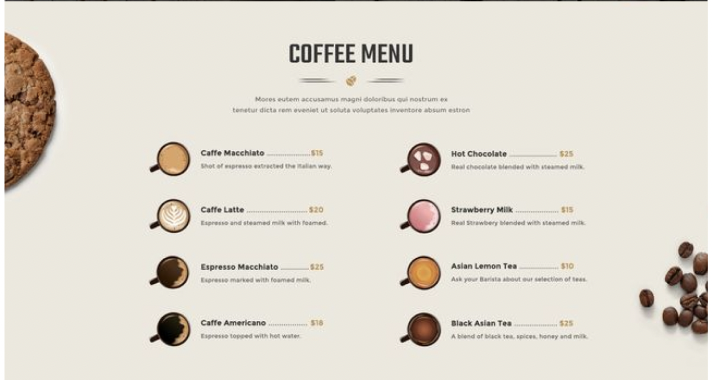 COFFEE MENU
Mores eutem accusamus magni doloribus qui nostrum ex
tenetur dicta rem eveniet ut soluta voluptates inventore absum estron
Caffe Macchiato ........................ $15
Shot of espresso extracted the Italian way.
Caffe Latte ................................ $20
Espresso and steamed milk with foamed.
Espresso Macchiato ............ $25
Espresso marked with foamed milk.
Caffe Americano .................. $18
Espresso topped with hot water.
Hot Chocolate ...................... $25
Real chocolate blended with steamed milk.
Strawberry Milk .................... $15
Real Strawbery blended with steamed milk.
Asian Lemon Tea .................. $10
Ask your Barista about our selection of teas.
Black Asian Tea .................... $25
A blend of black tea, spices, honey and milk.